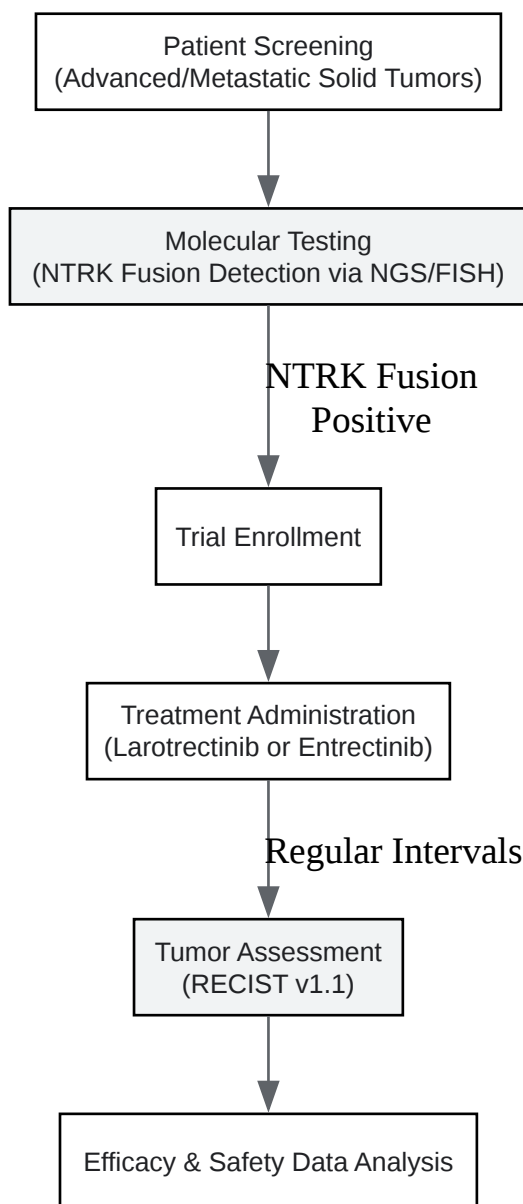 Patient Screening
(Advanced/Metastatic Solid Tumors)
Molecular Testing
(NTRK Fusion Detection via NGS/FISH)
NTRK Fusion
Positive
Trial Enrollment
Treatment Administration
(Larotrectinib or Entrectinib)
Regular Intervals
Tumor Assessment
(RECIST v1.1)
Efficacy & Safety Data Analysis